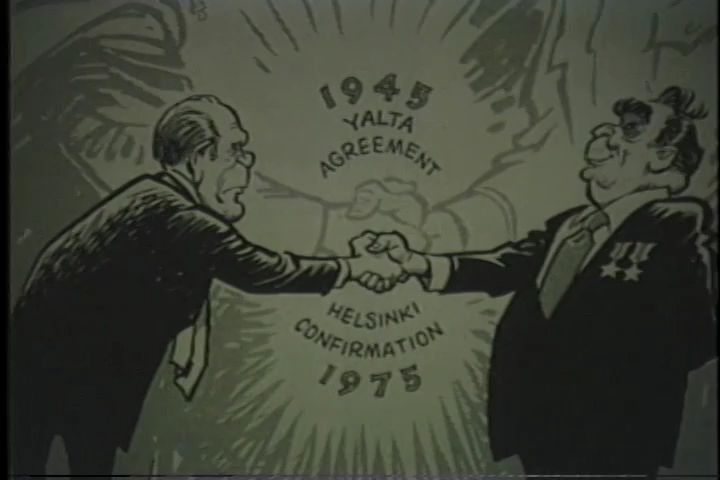 1945
YALTA
AGREEMENT
HELSINKI
CONFIRMATION
1975